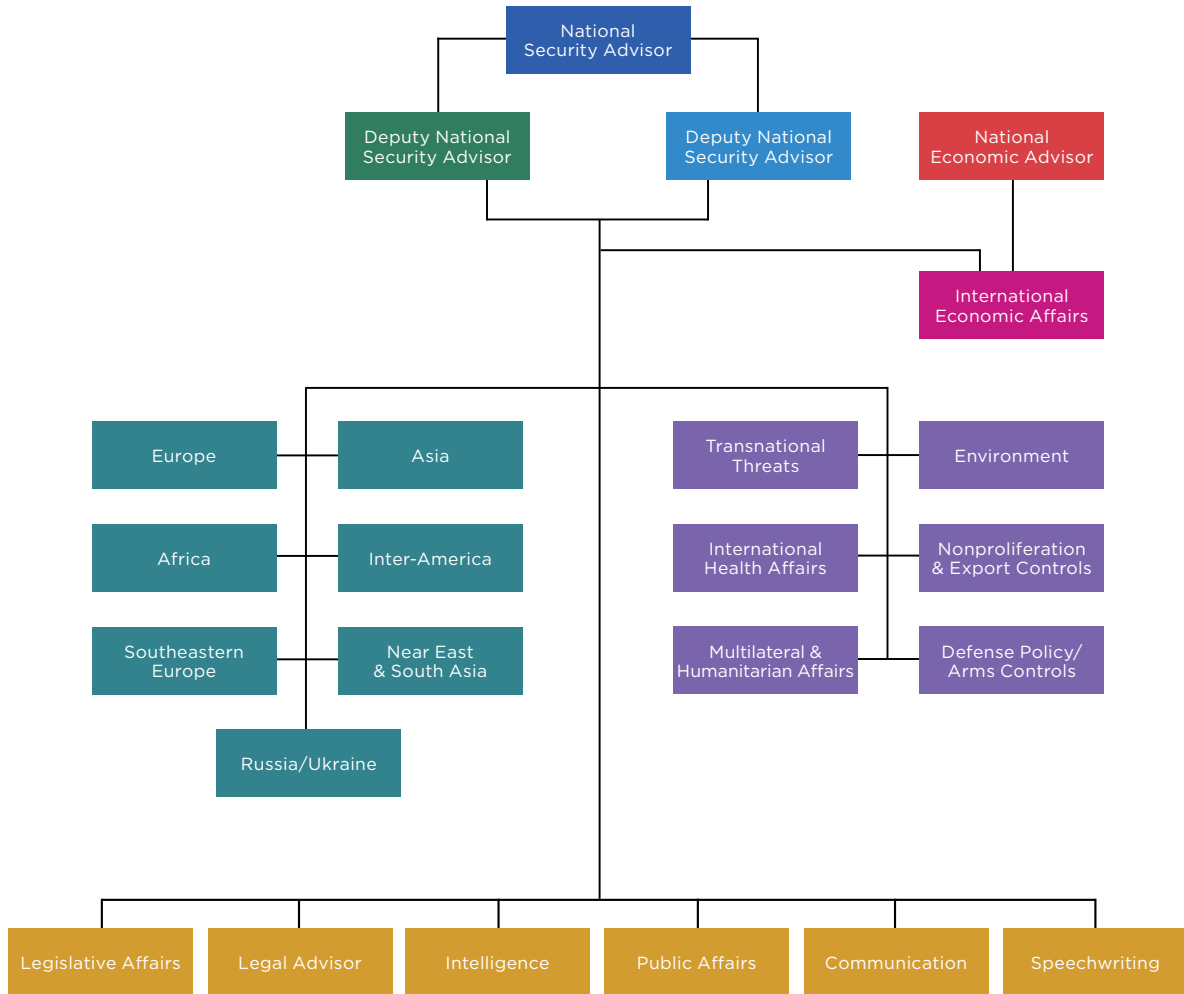 National
Security Advisor
Deputy National
Security Advisor
Deputy National
Security Advisor
National
Economic Advisor
International
Economic Affairs
Europe
Asia
Transnational
Threats
Environment
Africa
Inter-America
International
Health Affairs
Nonproliferation
& Export Controls
Southeastern
Europe
Near East
& South Asia
Multilateral &
Humanitarian Affairs
Defense Policy/
Arms Controls
Russia/Ukraine
Legislative Affairs
Legal Advisor
Intelligence
Public Affairs
Communication
Speechwriting